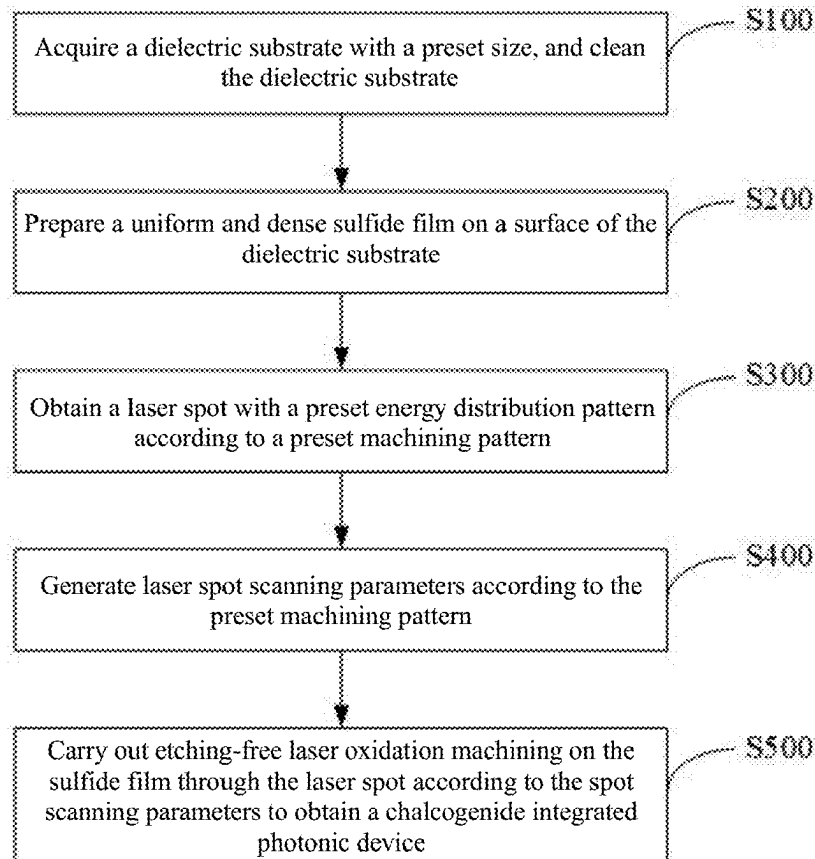 S100
Acquire a dielectric substrate with a preset size, and clean
the dielectric substrate
S200
Prepare a uniform and dense sulfide film on a surface of the
dielectric substrate
S300
Obtain a laser spot with a preset energy distribution pattern
according to a preset machining pattern
S400
Generate laser spot scanning parameters according to the
preset machining pattern
S500
Carry out etching-free laser oxidation machining on the
sulfide film through the laser spot according to the spot
scanning parameters to obtain a chalcogenide integrated
photonic device